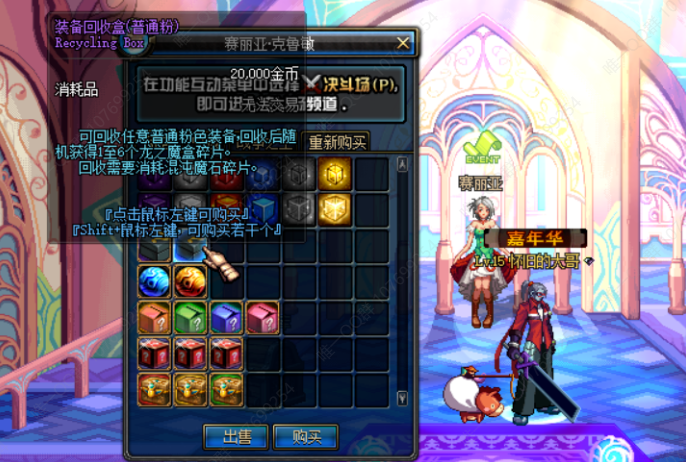 装备回收盒(普通粉)
Recycling Box
赛丽亚·克鲁敏
20,000金币
消耗品
无法交易
在功能互动菜单中选择 决斗场(P),
即可进 频道.
可回收任意普通粉色装备,回收后随
机获得1至6个龙之魔盒碎片。
回收需要消耗混沌魔石碎片。
重新购买
『点击鼠标左键可购买』
『Shift+鼠标左键, 可购买若干个』
EVENT
赛丽亚
嘉年华
Lv.15 怀旧的大哥
出售
购买